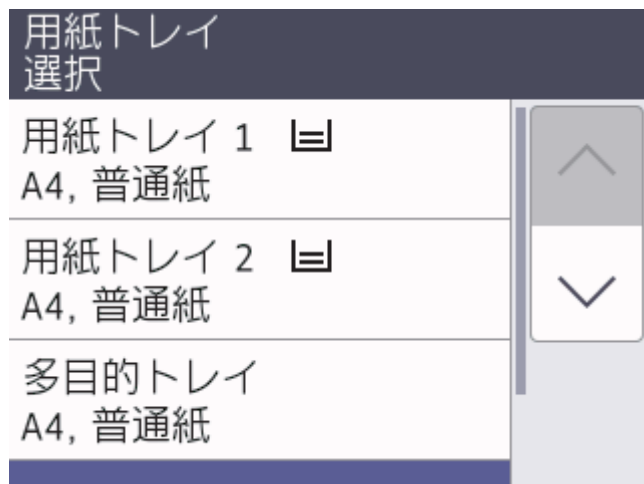 用紙トレイ
選択
用紙トレイ 1
A4, 普通紙
用紙トレイ 2
A4, 普通紙
多目的トレイ
A4, 普通紙